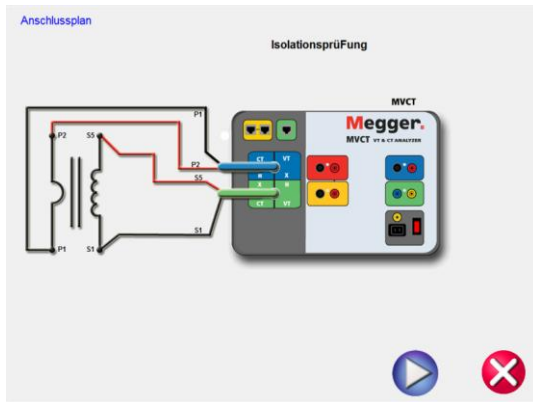 Anschlussplan
IsolationsprüFung
MVCT
P1
Megger.
MVCT VT & CT ANALYZER
P2
S5
CT VT
P2
H X
S5
X H
CT VT
P1
S1
S1